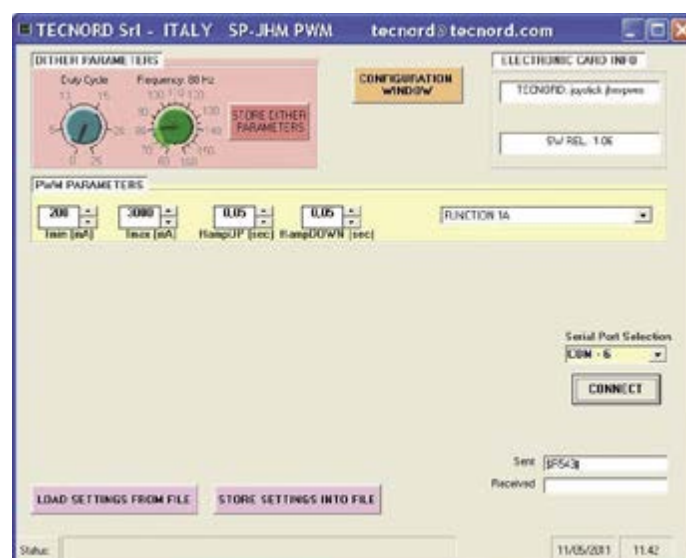 TECNORD Srl - ITALY SP-JHM PWM tecnord@tecnord.com
DITHER PARAMETERS
Duty Cycle
Frequency: 80 Hz
STORE DITHER
PARAMETERS
CONFIGURATION
WINDOW
ELECTRONIC CARD INFO
TECNORD: joystick
SW REL. 1.06
PWM PARAMETERS
200 3000 0,05 0,05 FUNCTION 1A
Imin (mA) Imax (mA) RampUP (sec) RampDOWN (sec)
Serial Port Selection
COM - 6
CONNECT
Sent
Received
LOAD SETTINGS FROM FILE STORE SETTINGS INTO FILE
Status: 11/05/2011 11.42